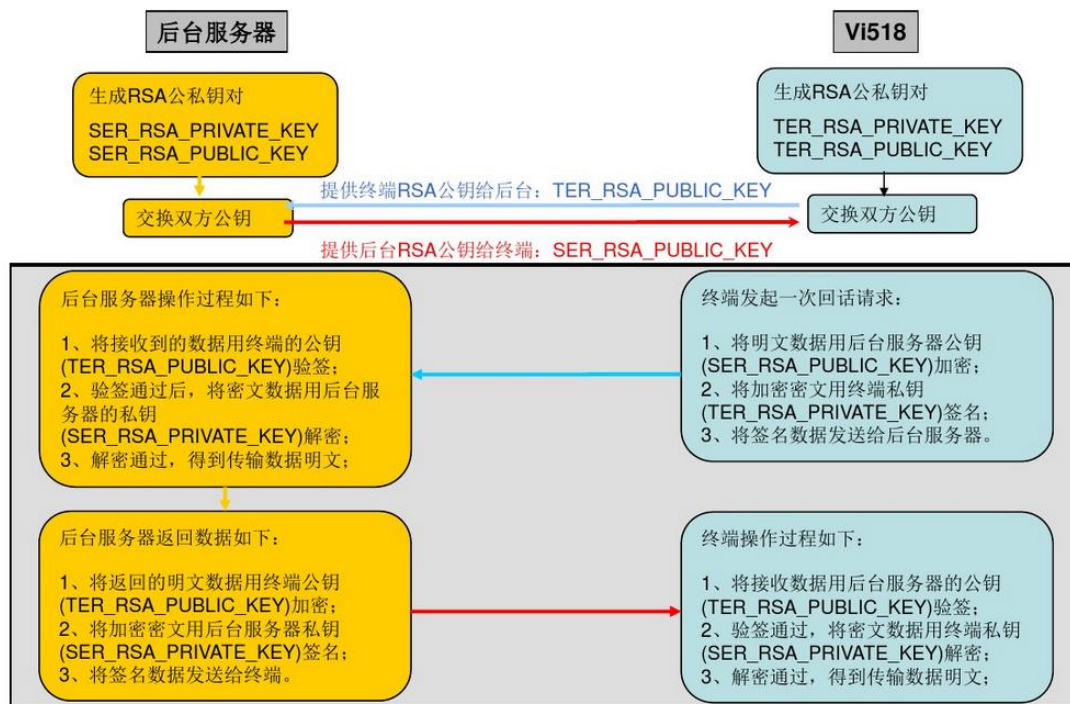 后台服务器
Vi518
生成RSA公私钥对
SER_RSA_PRIVATE_KEY
SER_RSA_PUBLIC_KEY
生成RSA公私钥对
TER_RSA_PRIVATE_KEY
TER_RSA_PUBLIC_KEY
提供终端RSA公钥给后台：TER_RSA_PUBLIC_KEY
交换双方公钥
交换双方公钥
提供后台RSA公钥给终端：SER_RSA_PUBLIC_KEY
后台服务器操作过程如下：
1、将接收到的数据用终端的公钥
(TER_RSA_PUBLIC_KEY)验签；
2、验签通过后，将密文数据用后台服
务器的私钥
(SER_RSA_PRIVATE_KEY)解密；
3、解密通过，得到传输数据明文；
终端发起一次回话请求：
1、将明文数据用后台服务器公钥
(SER_RSA_PUBLIC_KEY)加密；
2、将加密密文用终端私钥
(TER_RSA_PRIVATE_KEY)签名；
3、将签名数据发送给后台服务器。
后台服务器返回数据如下：
1、将返回的明文数据用终端公钥
(TER_RSA_PUBLIC_KEY)加密；
2、将加密密文用后台服务器私钥
(SER_RSA_PRIVATE_KEY)签名；
3、将签名数据发送给终端。
终端操作过程如下：
1、将接收数据用后台服务器的公钥
(TER_RSA_PUBLIC_KEY)验签；
2、验签通过，将密文数据用终端私钥
(SER_RSA_PRIVATE_KEY)解密；
3、解密通过，得到传输数据明文；